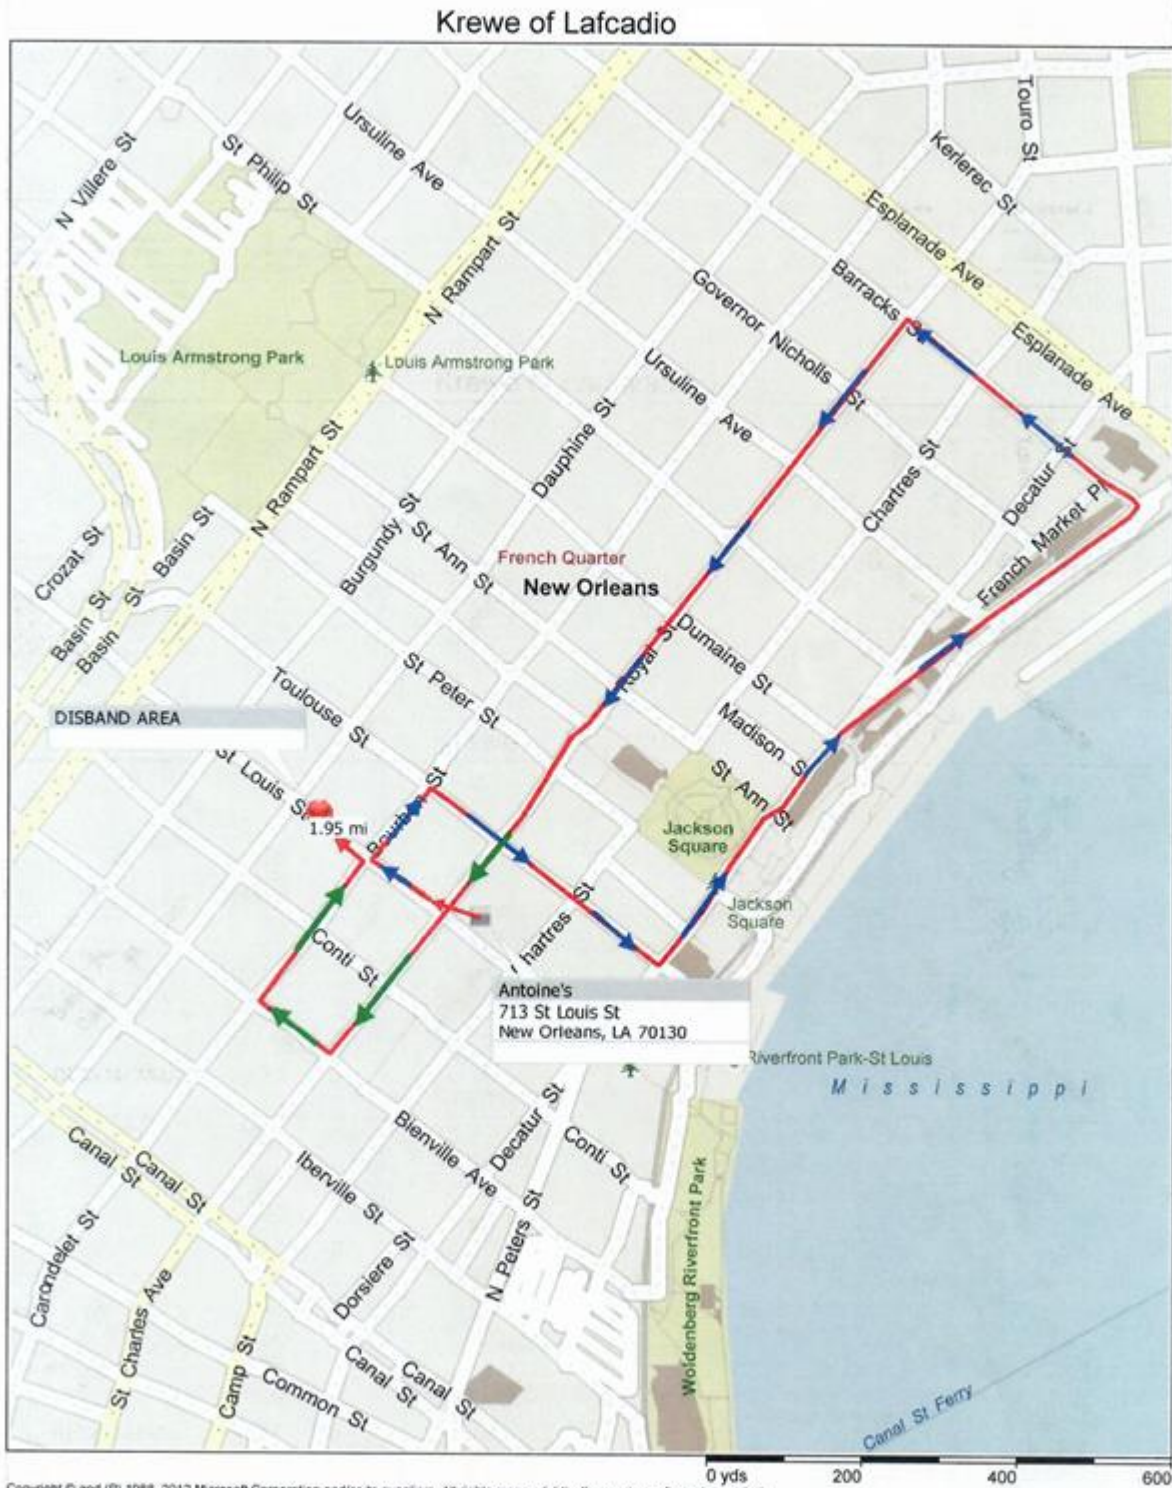 Krewe of Lafcadio
Touro St
Ursuline Ave
N Villere St
St Philip St
Kerlerec St
Esplanade Ave
N Rampart St
Barracks St
Governor Nicholls St
Esplanade Ave
Louis Armstrong Park
Louis Armstrong Park
Ursuline Ave
Dauphine St
N Rampart St
Chartres St
Decatur St
French Market Pl
Burgundy St
St Ann St
Basin St
Crozat St
French Quarter
New Orleans
Basin St
Basin St
Royal St
Dumaine St
St Peter St
Toulouse St
Madison St
DISBAND AREA
St Louis St
St Ann St
Bourbon St
1.95 mi
Jackson
Square
Jackson
Square
Chartres St
Conti St
Antoine's
713 St Louis St
New Orleans, LA 70130
Riverfront Park-St Louis
Mississippi
Decatur St
Bienville Ave
Conti St
Canal St
Canal St
Iberville St
N Peters St
Dorsiere St
Woldenberg Riverfront Park
Carondelet St
St Charles Ave
Camp St
Canal St
Canal St
Common St
Canal St Ferry
0 yds 200 400 600